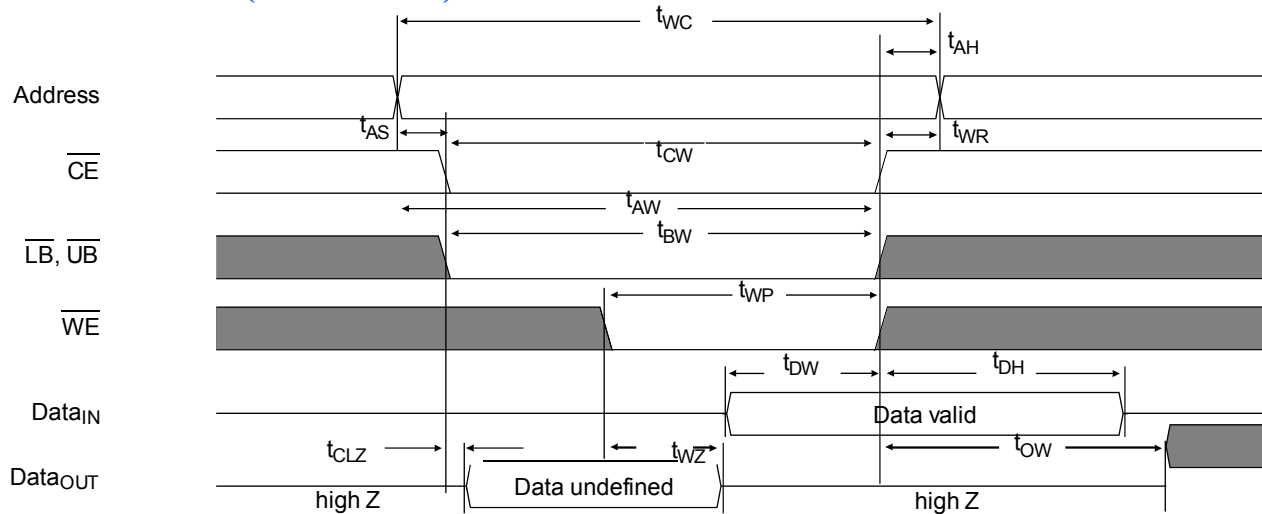 tWC
tAH
Address
tAS
tWR
tCW
CE
tAW
tBW
LB, UB
tWP
WE
tDW
tDH
DataIN
Data valid
tCLZ
tWZ
tOW
DataOUT
Data undefined
high Z
high Z